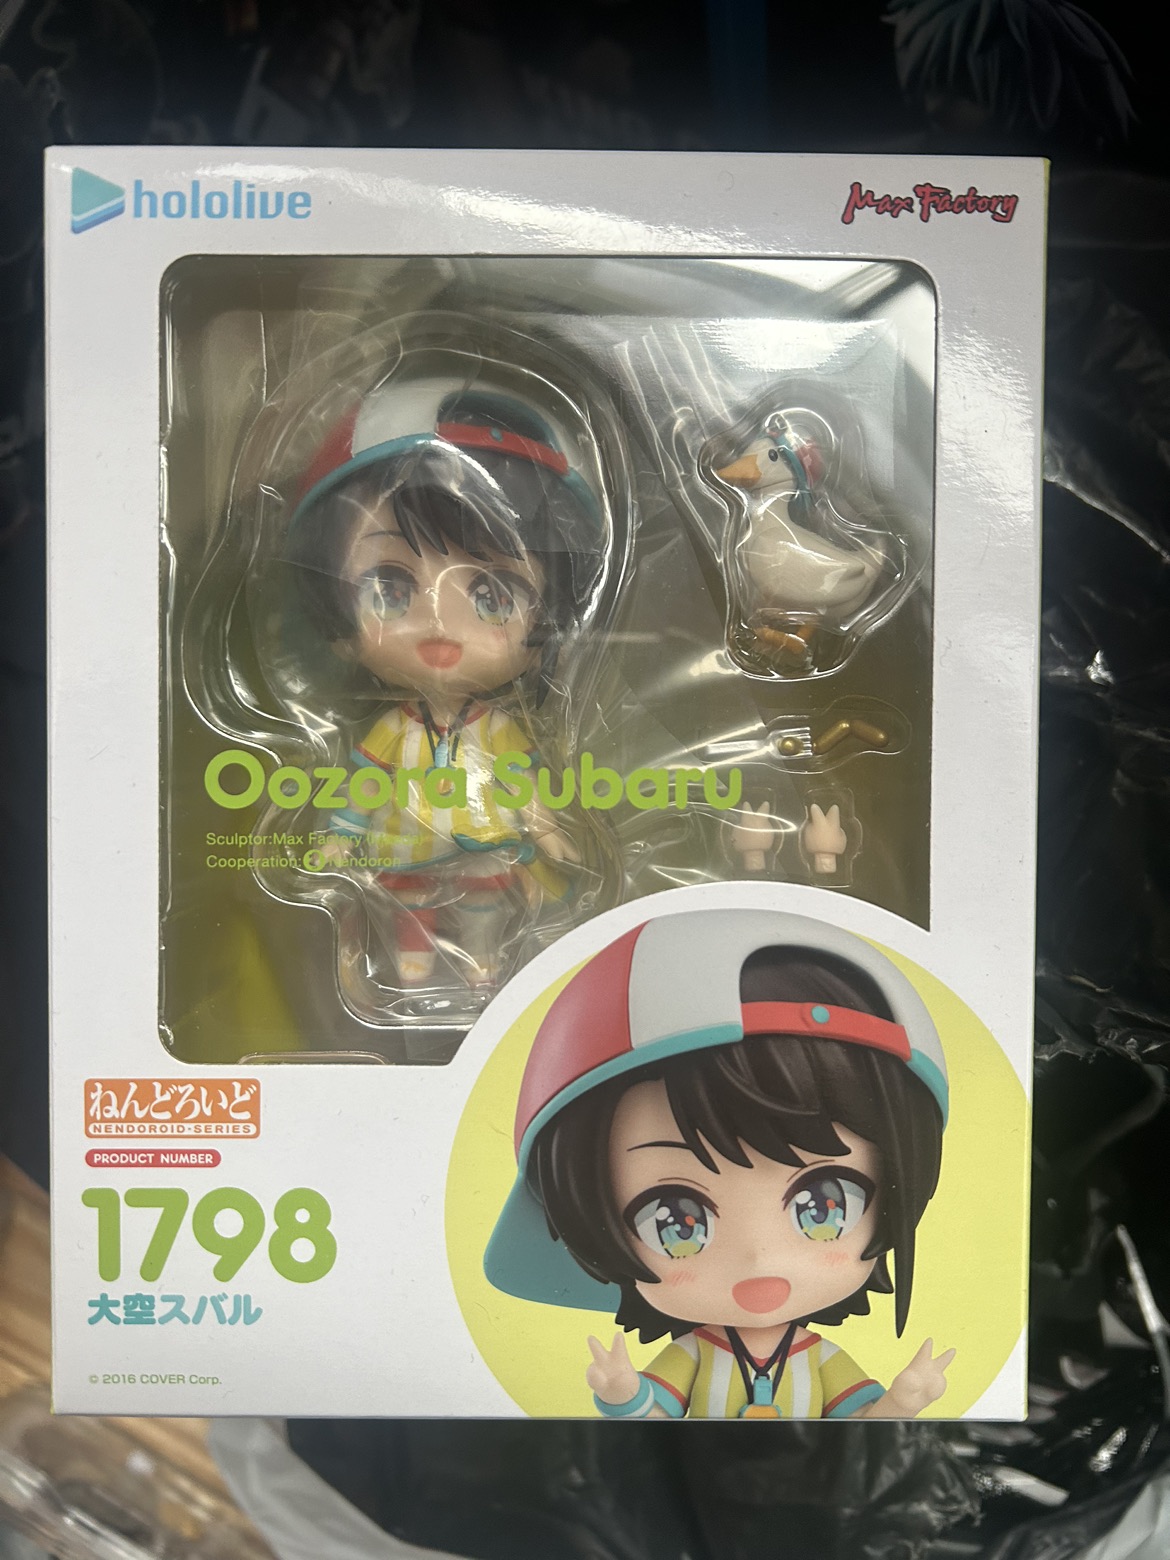 hololive
Max Factory
Oozora Subaru
Sculptor:Max Factory
Cooperation: Nendoron
ねんどろいど
NENDOROID·SERIES
PRODUCT NUMBER
1798
大空スバル
© 2016 COVER Corp.